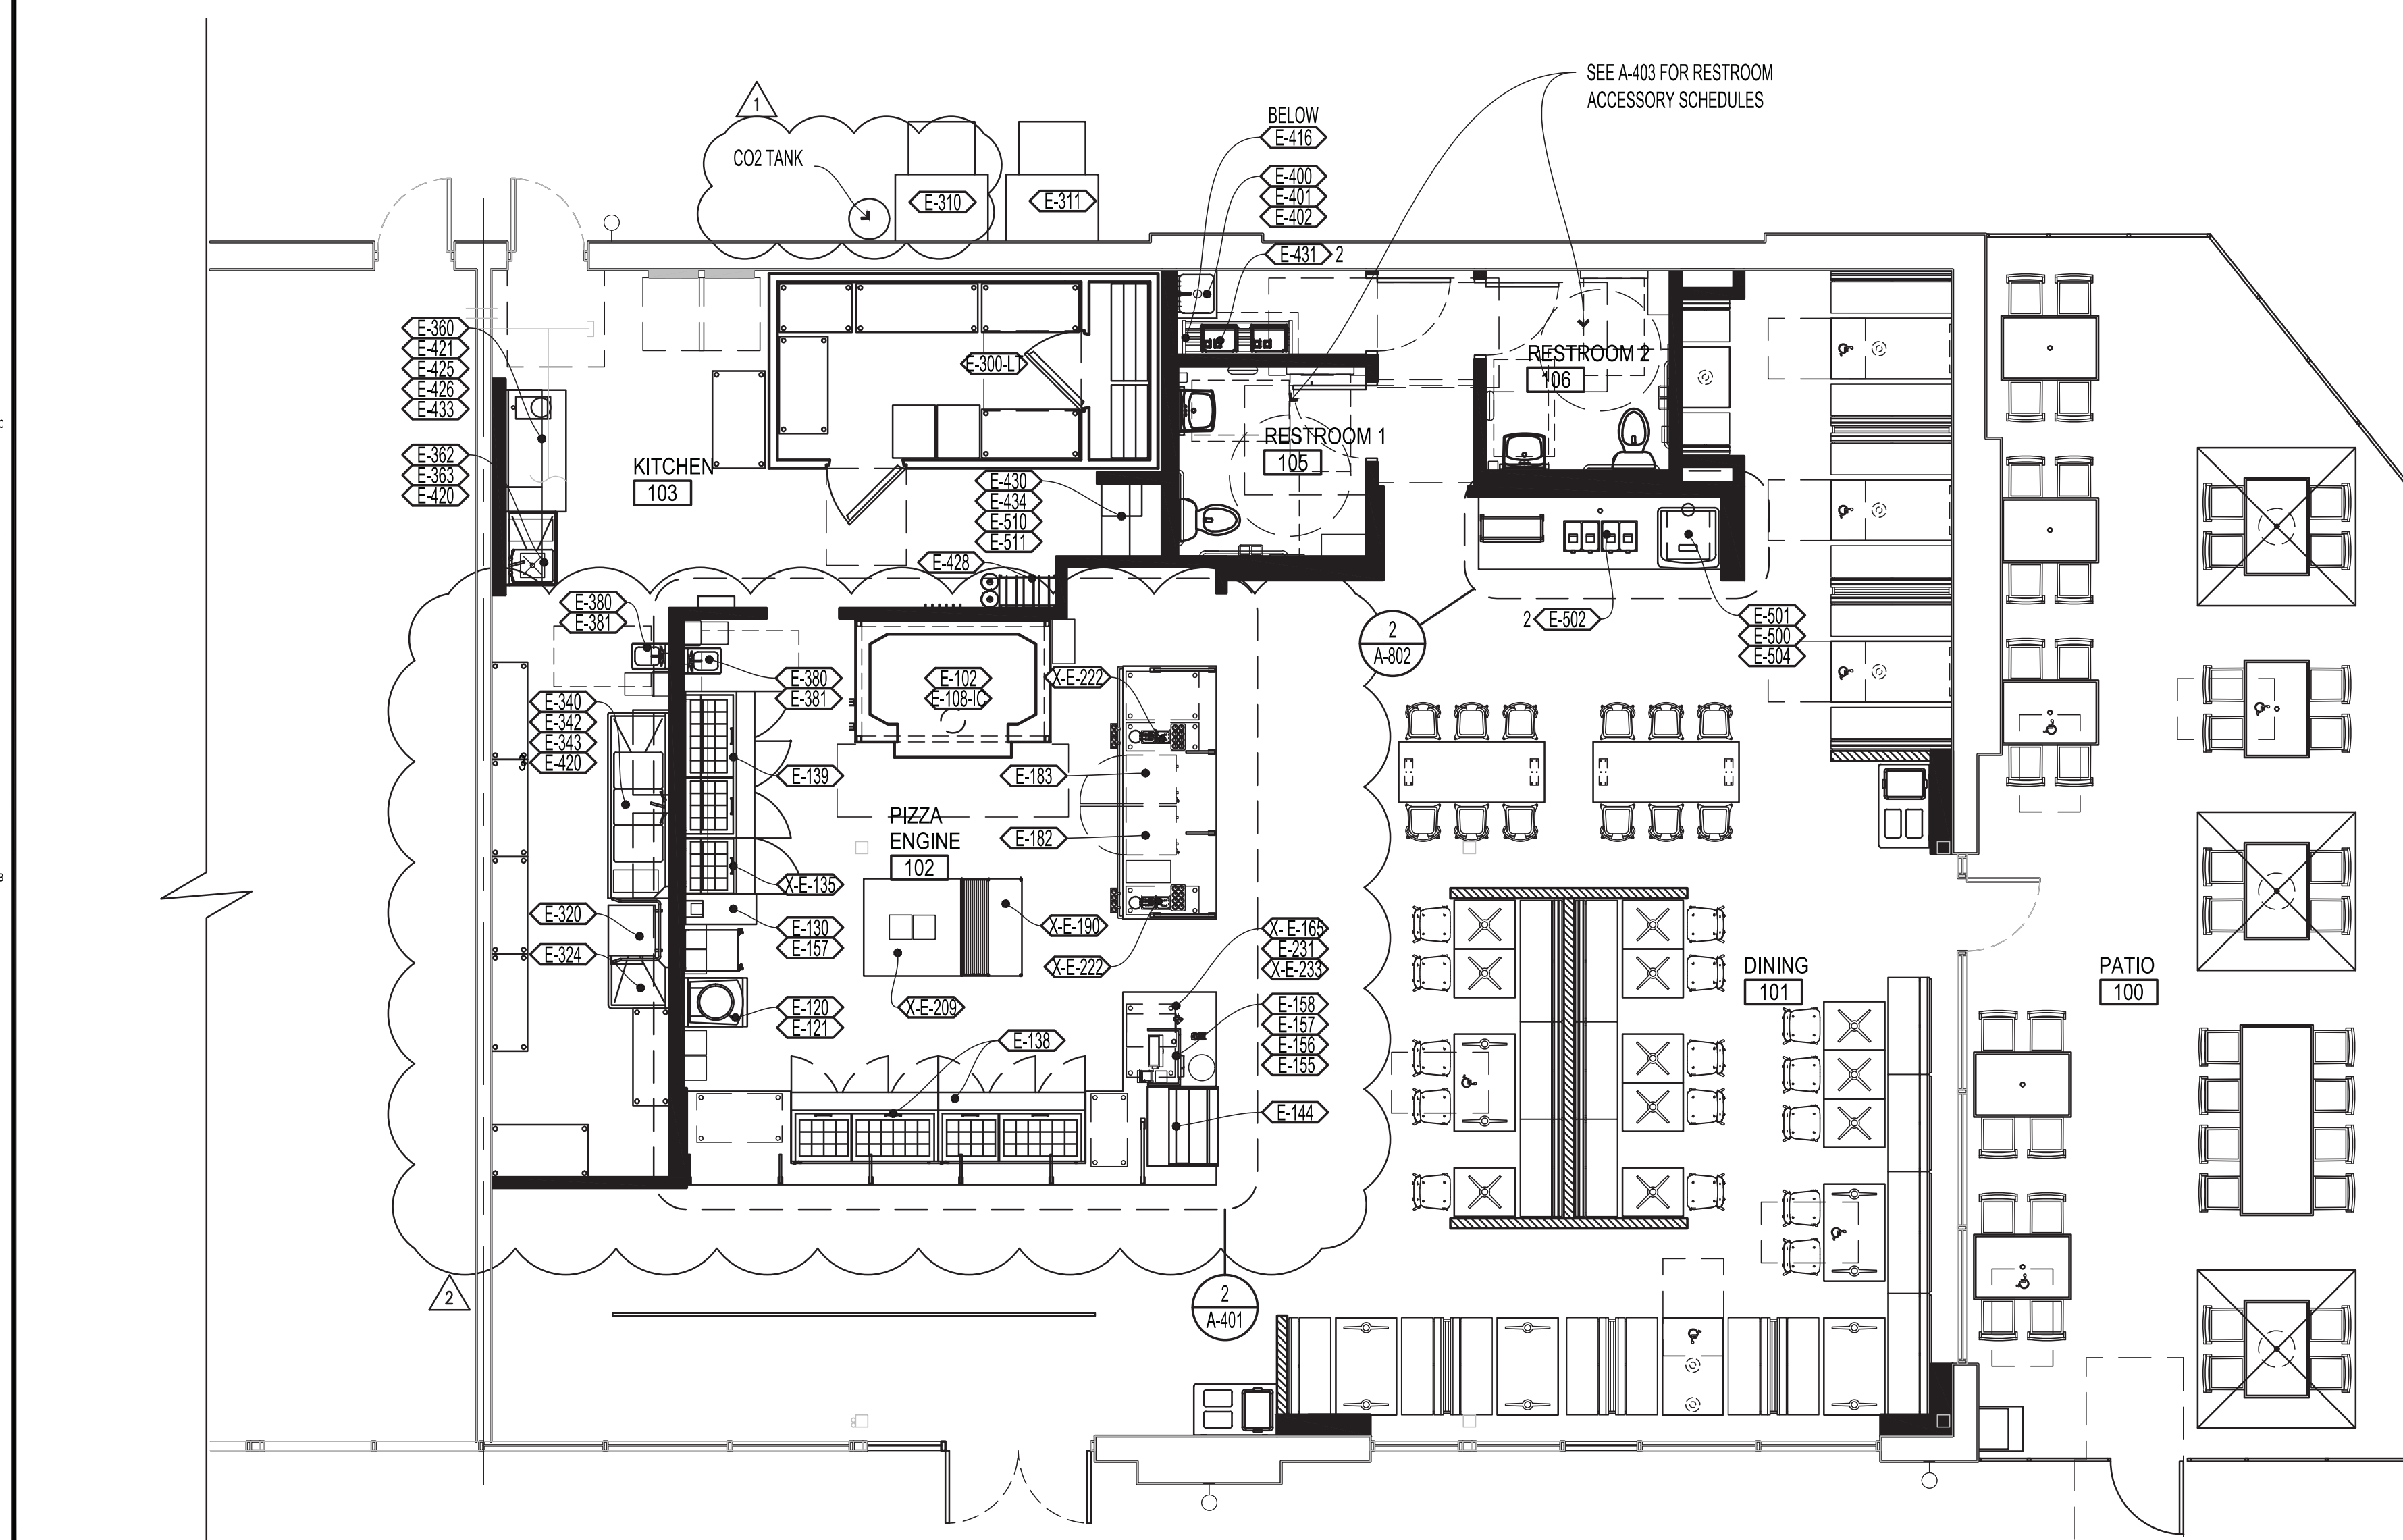 SEE A-403 FOR RESTROOM
ACCESSORY SCHEDULES
1
CO2 TANK
E-310
E-311
BELOW
E-416
E-400
E-401
E-402
E-431 2
E-360
E-421
E-425
E-426
E-433
E-362
E-363
E-420
KITCHEN
103
E-300-LT
RESTROOM 1
105
RESTROOM 2
106
E-430
E-434
E-510
E-511
E-428
2 E-502
E-501
E-500
E-504
2
A-802
E-380
E-381
E-380
E-381
E-102
E-108-IC
X-E-222
E-340
E-342
E-343
E-420
E-139
E-183
E-182
PIZZA
ENGINE
102
X-E-135
E-320
E-324
E-130
E-157
X-E-190
X-E-222
X- E-165
E-231
X-E-233
E-120
E-121
X-E-209
E-138
E-158
E-157
E-156
E-155
E-144
DINING
101
PATIO
100
2
2
A-401
C
B